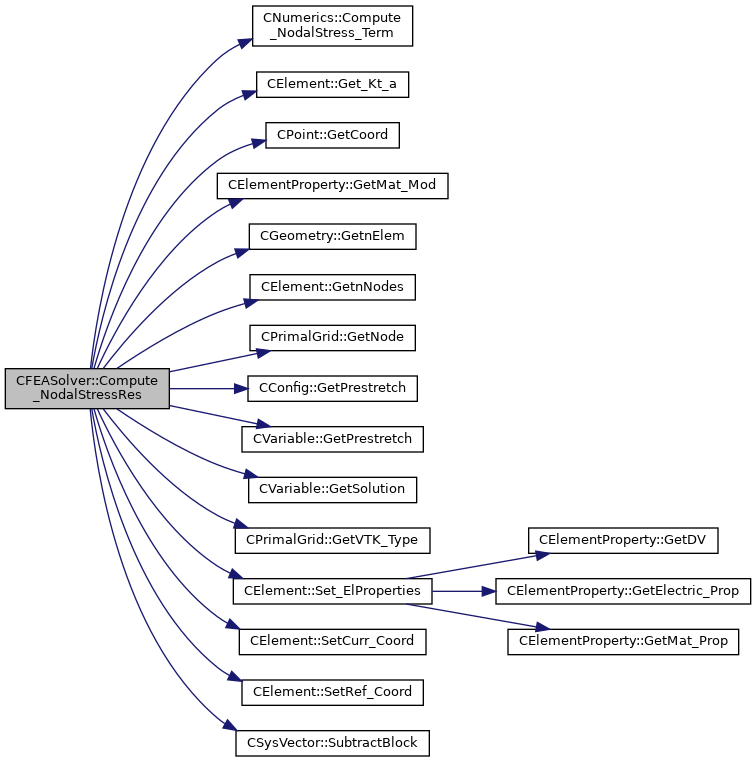 CNumerics::Compute
_NodalStress_Term
CElement::Get_Kt_a
CPoint::GetCoord
CElementProperty::GetMat_Mod
CGeometry::GetnElem
CElement::GetnNodes
CPrimalGrid::GetNode
CFEASolver::Compute
_NodalStressRes
CConfig::GetPrestretch
CVariable::GetPrestretch
CVariable::GetSolution
CPrimalGrid::GetVTK_Type
CElement::Set_ElProperties
CElementProperty::GetDV
CElementProperty::GetElectric_Prop
CElementProperty::GetMat_Prop
CElement::SetCurr_Coord
CElement::SetRef_Coord
CSysVector::SubtractBlock